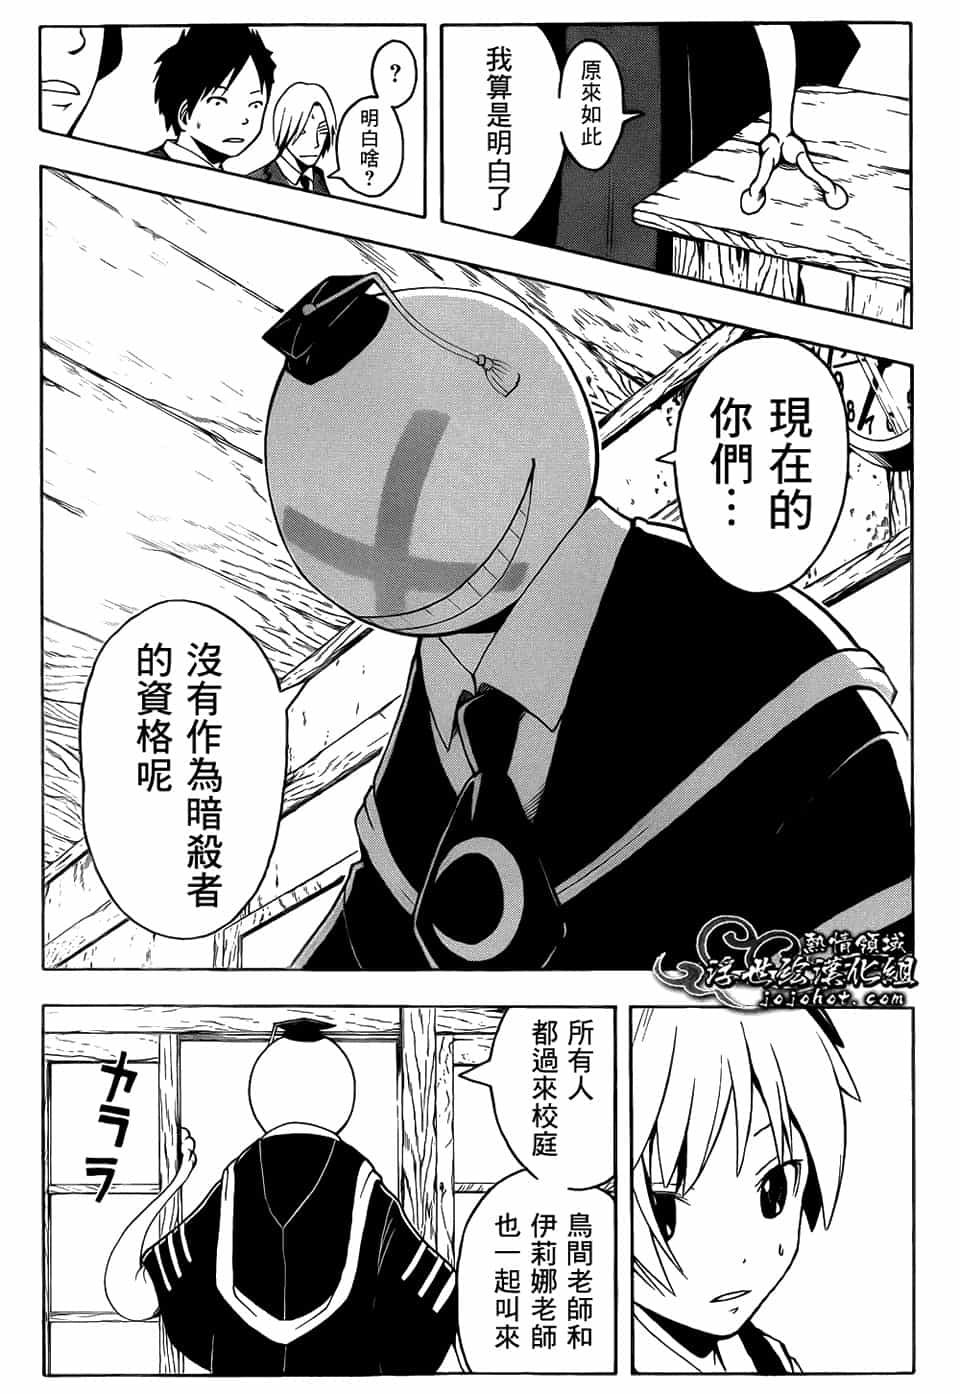 原來如此
我算是明白了
?
明白啥?
現在的
你們…
沒有作為暗殺者
的資格呢
熱情領域
浮世绘漢化組
jojohot.com
所有人
都過來校庭
烏間老師和
伊莉娜老師
也一起叫來
カララ